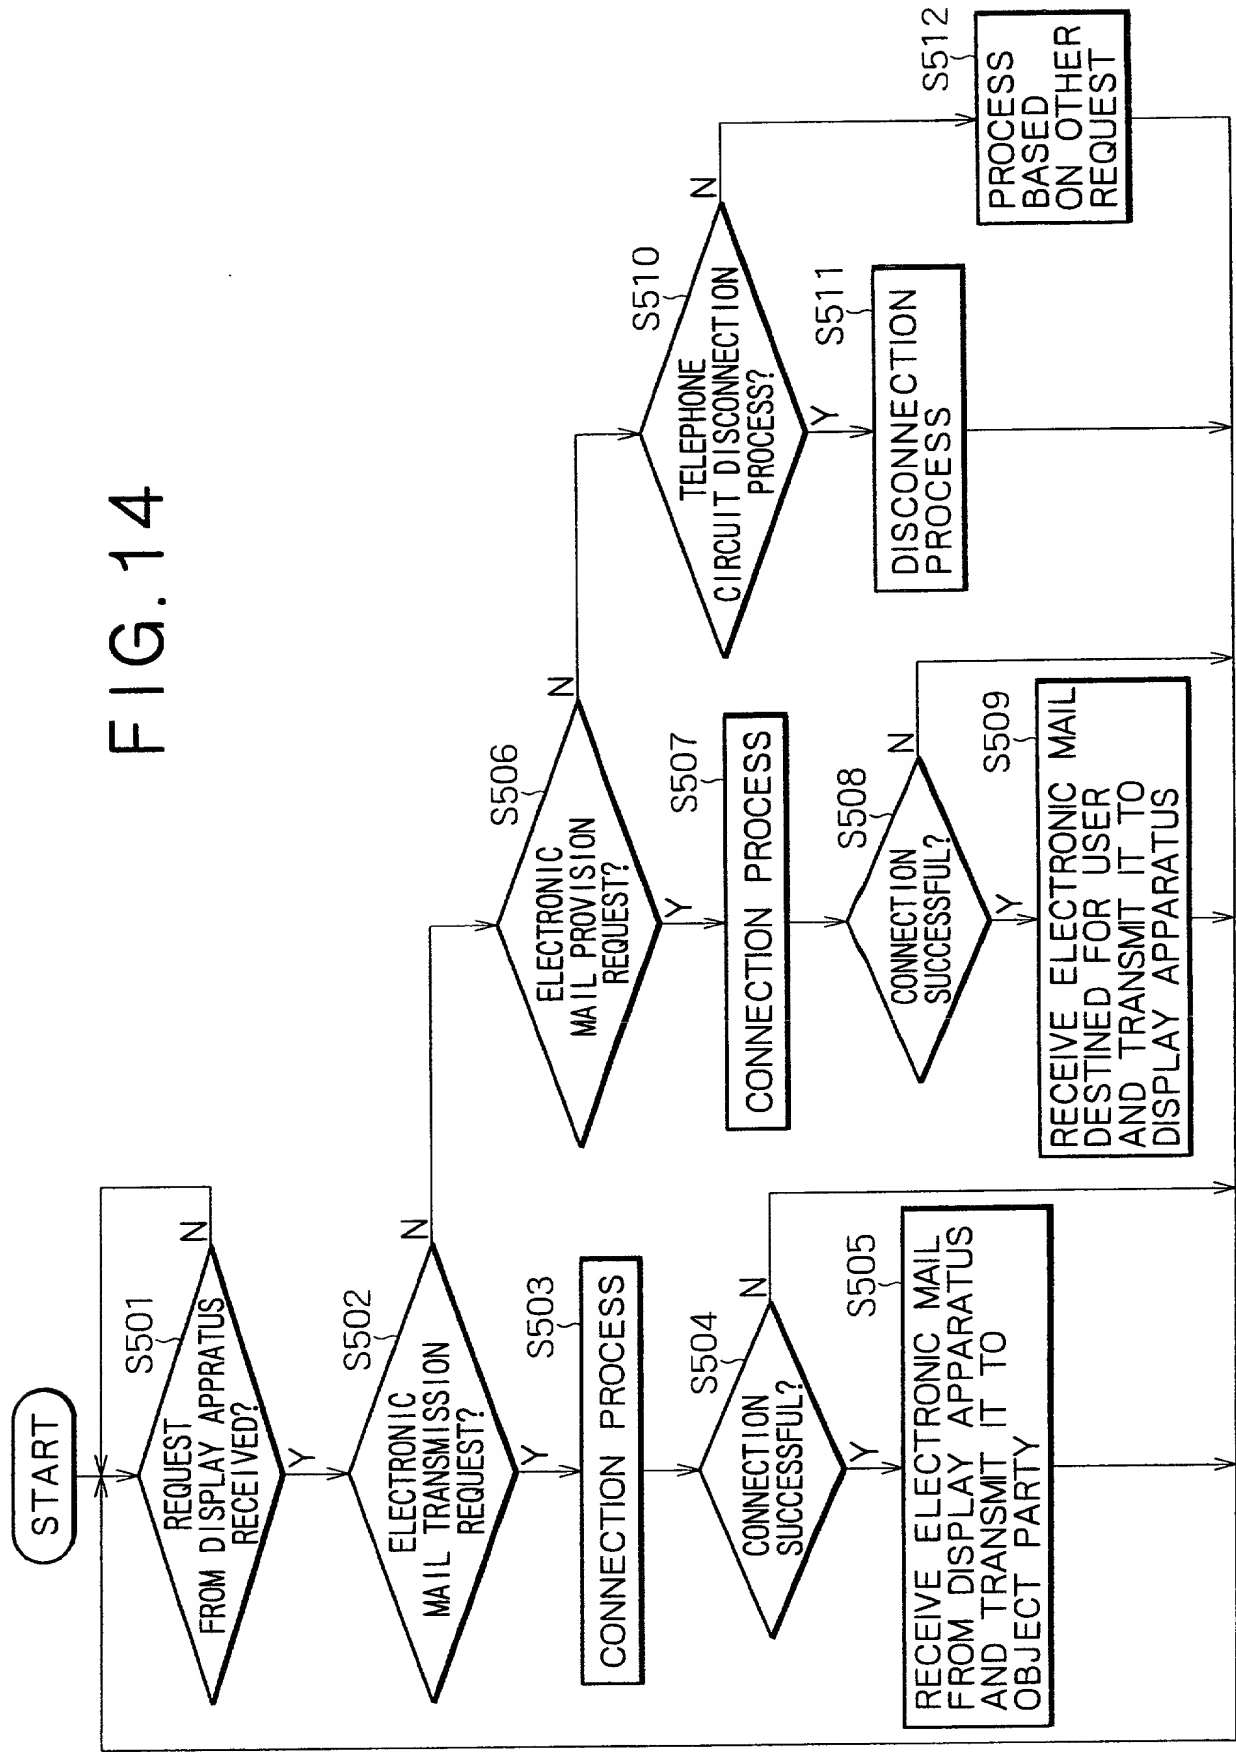 FIG. 14
START
S501
REQUEST
FROM DISPLAY APPRATUS
RECEIVED?
N
Y
S502
ELECTRONIC
MAIL TRANSMISSION
REQUEST?
N
Y
S503
CONNECTION PROCESS
S504
CONNECTION
SUCCESSFUL?
N
Y
S505
RECEIVE ELECTRONIC MAIL
FROM DISPLAY APPARATUS
AND TRANSMIT IT TO
OBJECT PARTY
S506
ELECTRONIC
MAIL PROVISION
REQUEST?
N
Y
S507
CONNECTION PROCESS
S508
CONNECTION
SUCCESSFUL?
N
Y
S509
RECEIVE ELECTRONIC MAIL
DESTINED FOR USER
AND TRANSMIT IT TO
DISPLAY APPARATUS
S510
TELEPHONE
CIRCUIT DISCONNECTION
PROCESS?
N
Y
S511
DISCONNECTION
PROCESS
S512
PROCESS
BASED
ON OTHER
REQUEST